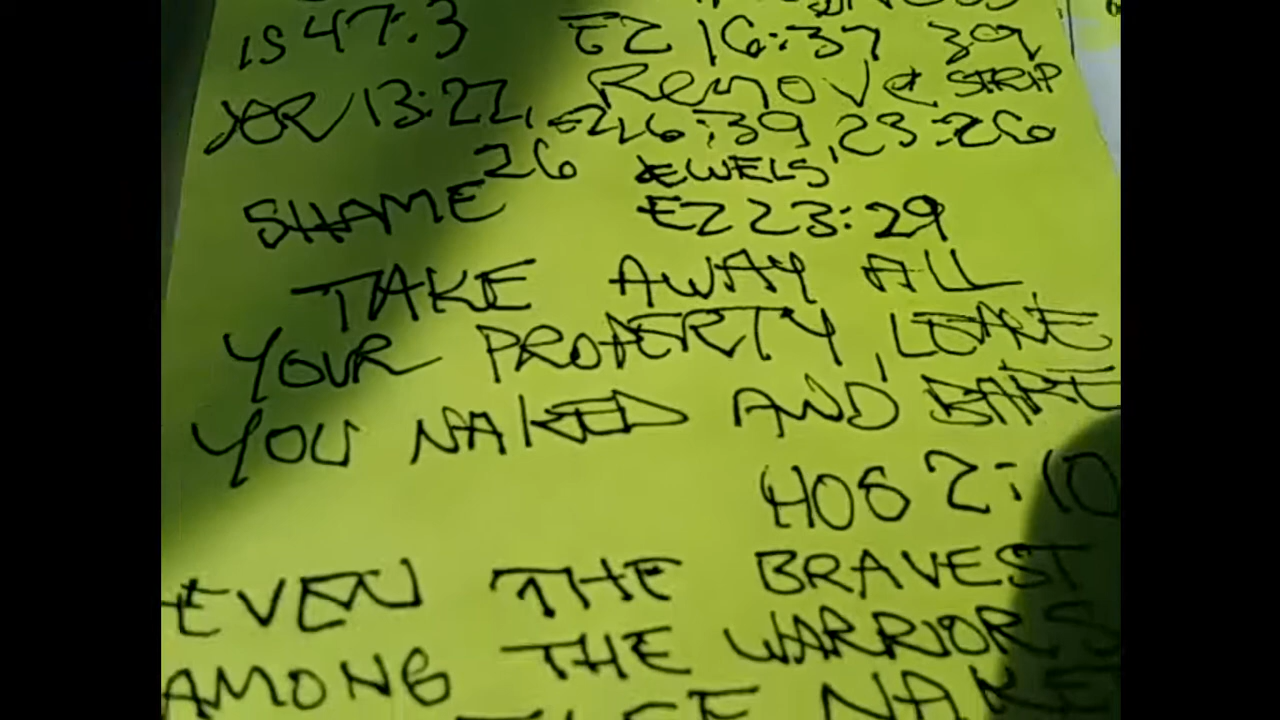 IS 47:3 EZ 16:37 39
JER 13:22, Remove STRIP
26 EZ 16:39, 23:26
JEWELS
SHAME EZ 23:29
TAKE AWAY ALL
YOUR PROPERTY, LEAVE
YOU NAKED AND BARE
HOS 2:10
EVEN THE BRAVEST
AMONG THE WARRIORS